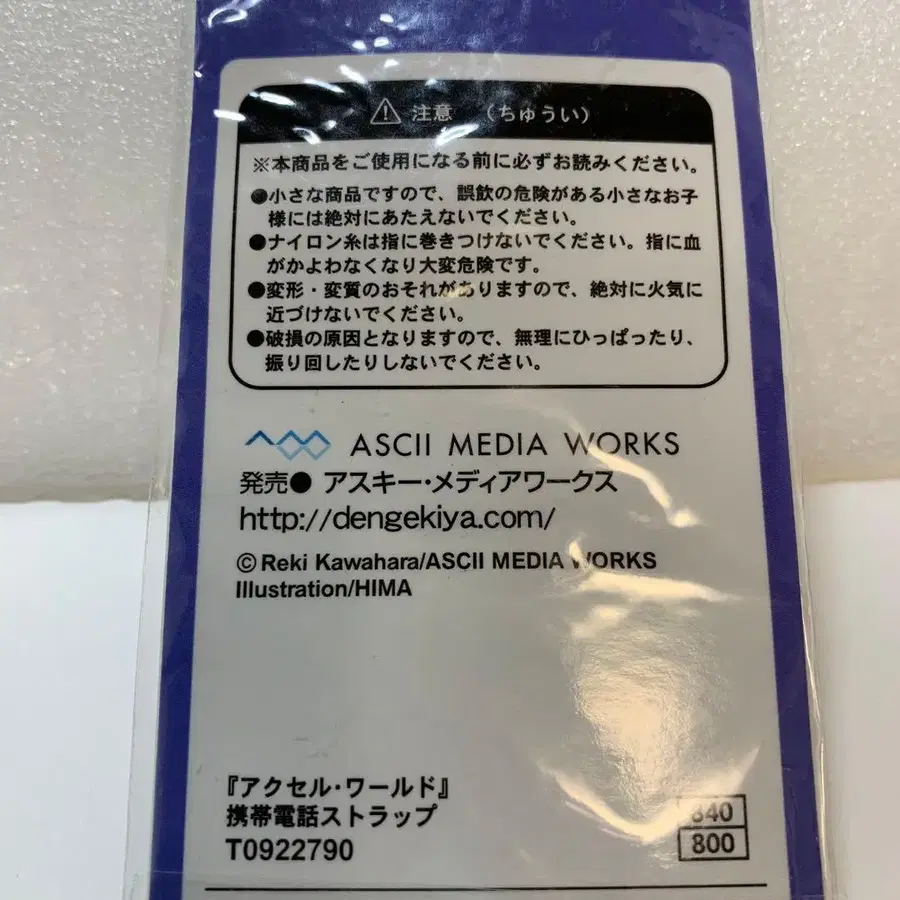 ⚠ 注意 (ちゅうい)
※本商品をご使用になる前に必ずお読みください。
●小さな商品ですので、誤飲の危険がある小さなお子
様には絶対にあたえないでください。
●ナイロン糸は指に巻きつけないでください。指に血
がかよわなくなり大変危険です。
●変形・変質のおそれがありますので、絶対に火気に
近づけないでください。
●破損の原因となりますので、無理にひっぱったり、
振り回したりしないでください。
ASCII MEDIA WORKS
発売● アスキー・メディアワークス
http://dengekiya.com/
© Reki Kawahara/ASCII MEDIA WORKS
Illustration/HIMA
『アクセル・ワールド』
携帯電話ストラップ
T0922790
840
800